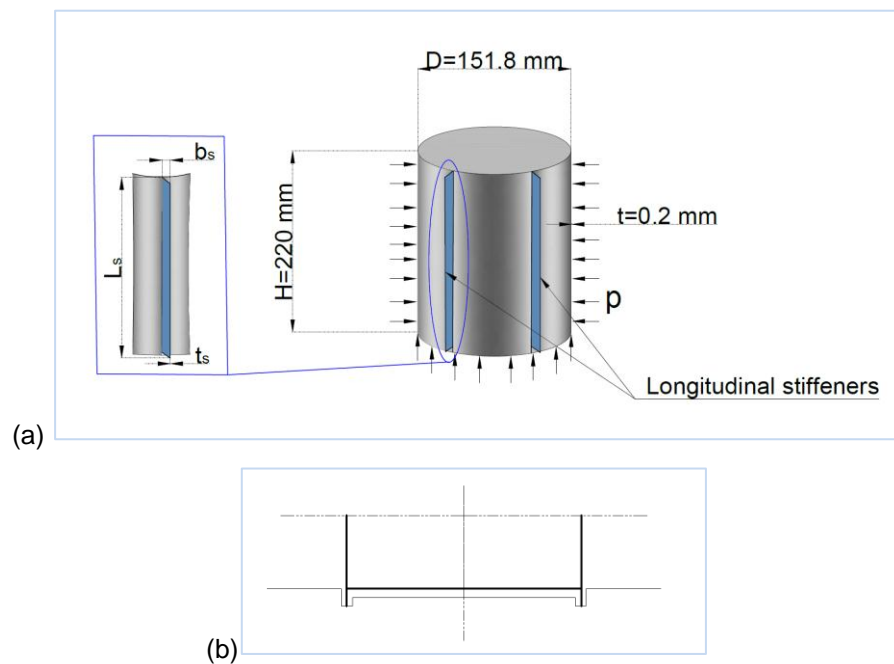 D=151.8 mm
bs
t=0.2 mm
H=220 mm
Ls
p
ts
Longitudinal stiffeners
(a)
(b)